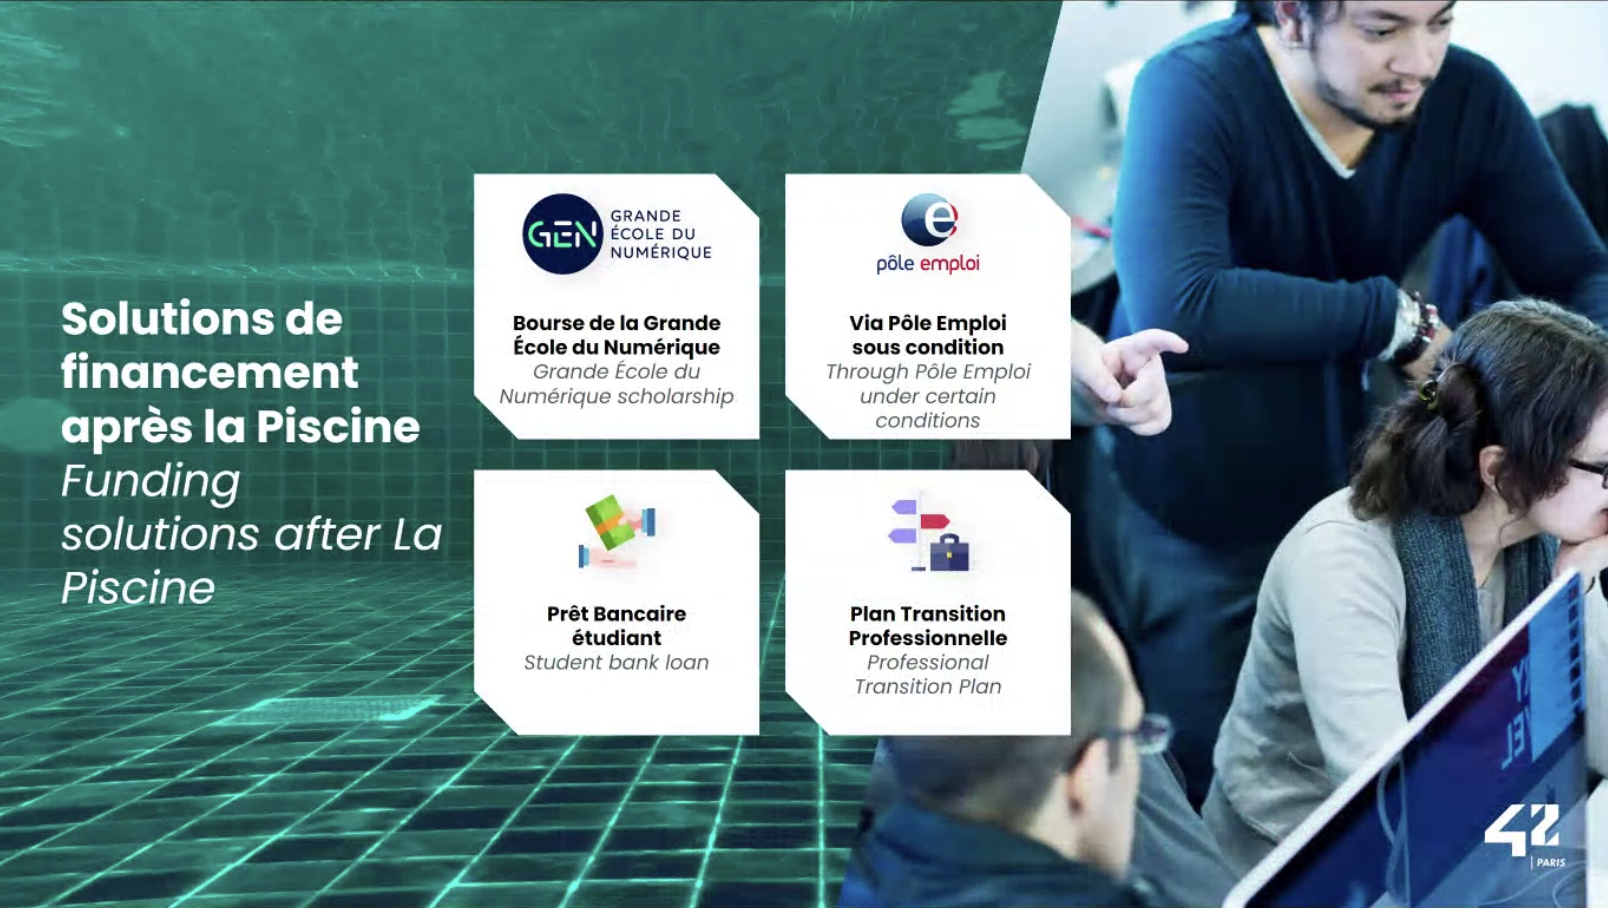 Solutions de
financement
après la Piscine
Funding
solutions after La
Piscine
GEN
GRANDE
ÉCOLE DU
NUMÉRIQUE
Bourse de la Grande
École du Numérique
Grande École du
Numérique scholarship
e
pôle emploi
Via Pôle Emploi
sous condition
Through Pôle Emploi
under certain
conditions
Prêt Bancaire
étudiant
Student bank loan
Plan Transition
Professionnelle
Professional
Transition Plan
42
PARIS